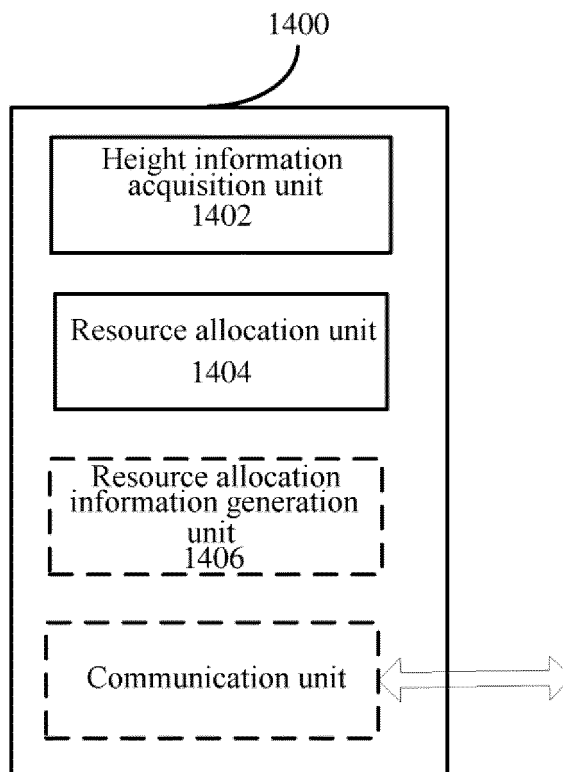 1400
Height information
acquisition unit
1402
Resource allocation unit
1404
Resource allocation
information generation
unit
1406
Communication unit